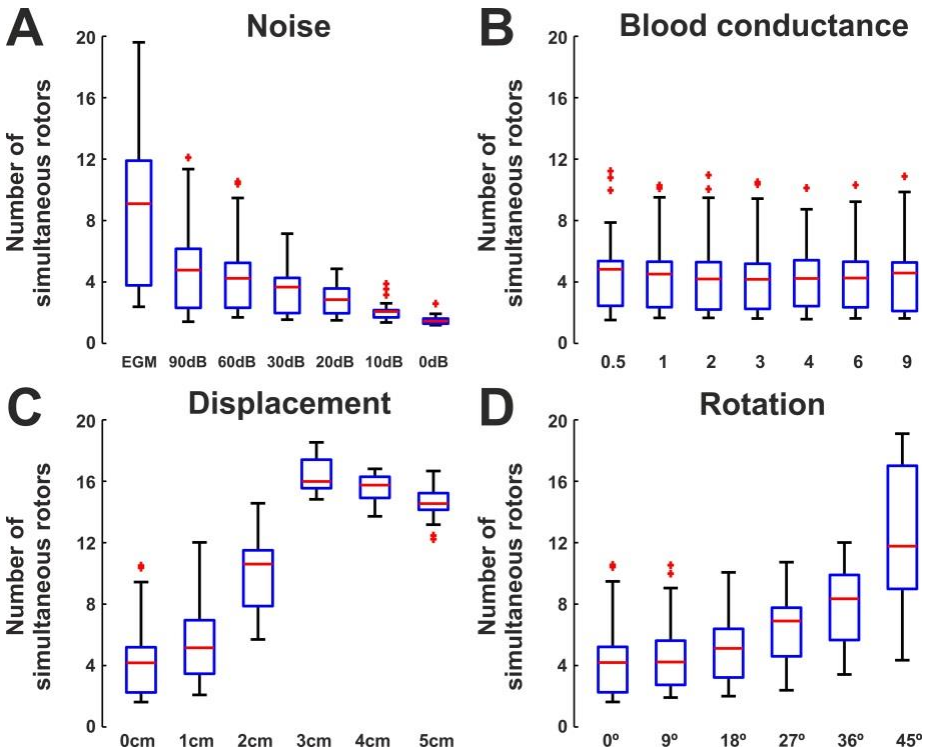 A
Noise
Number of
simultaneous rotors
20
16
12
8
4
0
EGM 90dB 60dB 30dB 20dB 10dB 0dB
B
Blood conductance
Number of
simultaneous rotors
20
16
12
8
4
0
0.5 1 2 3 4 6 9
C
Displacement
Number of
simultaneous rotors
20
16
12
8
4
0
0cm 1cm 2cm 3cm 4cm 5cm
D
Rotation
Number of
simultaneous rotors
20
16
12
8
4
0
0º 9º 18º 27º 36º 45º